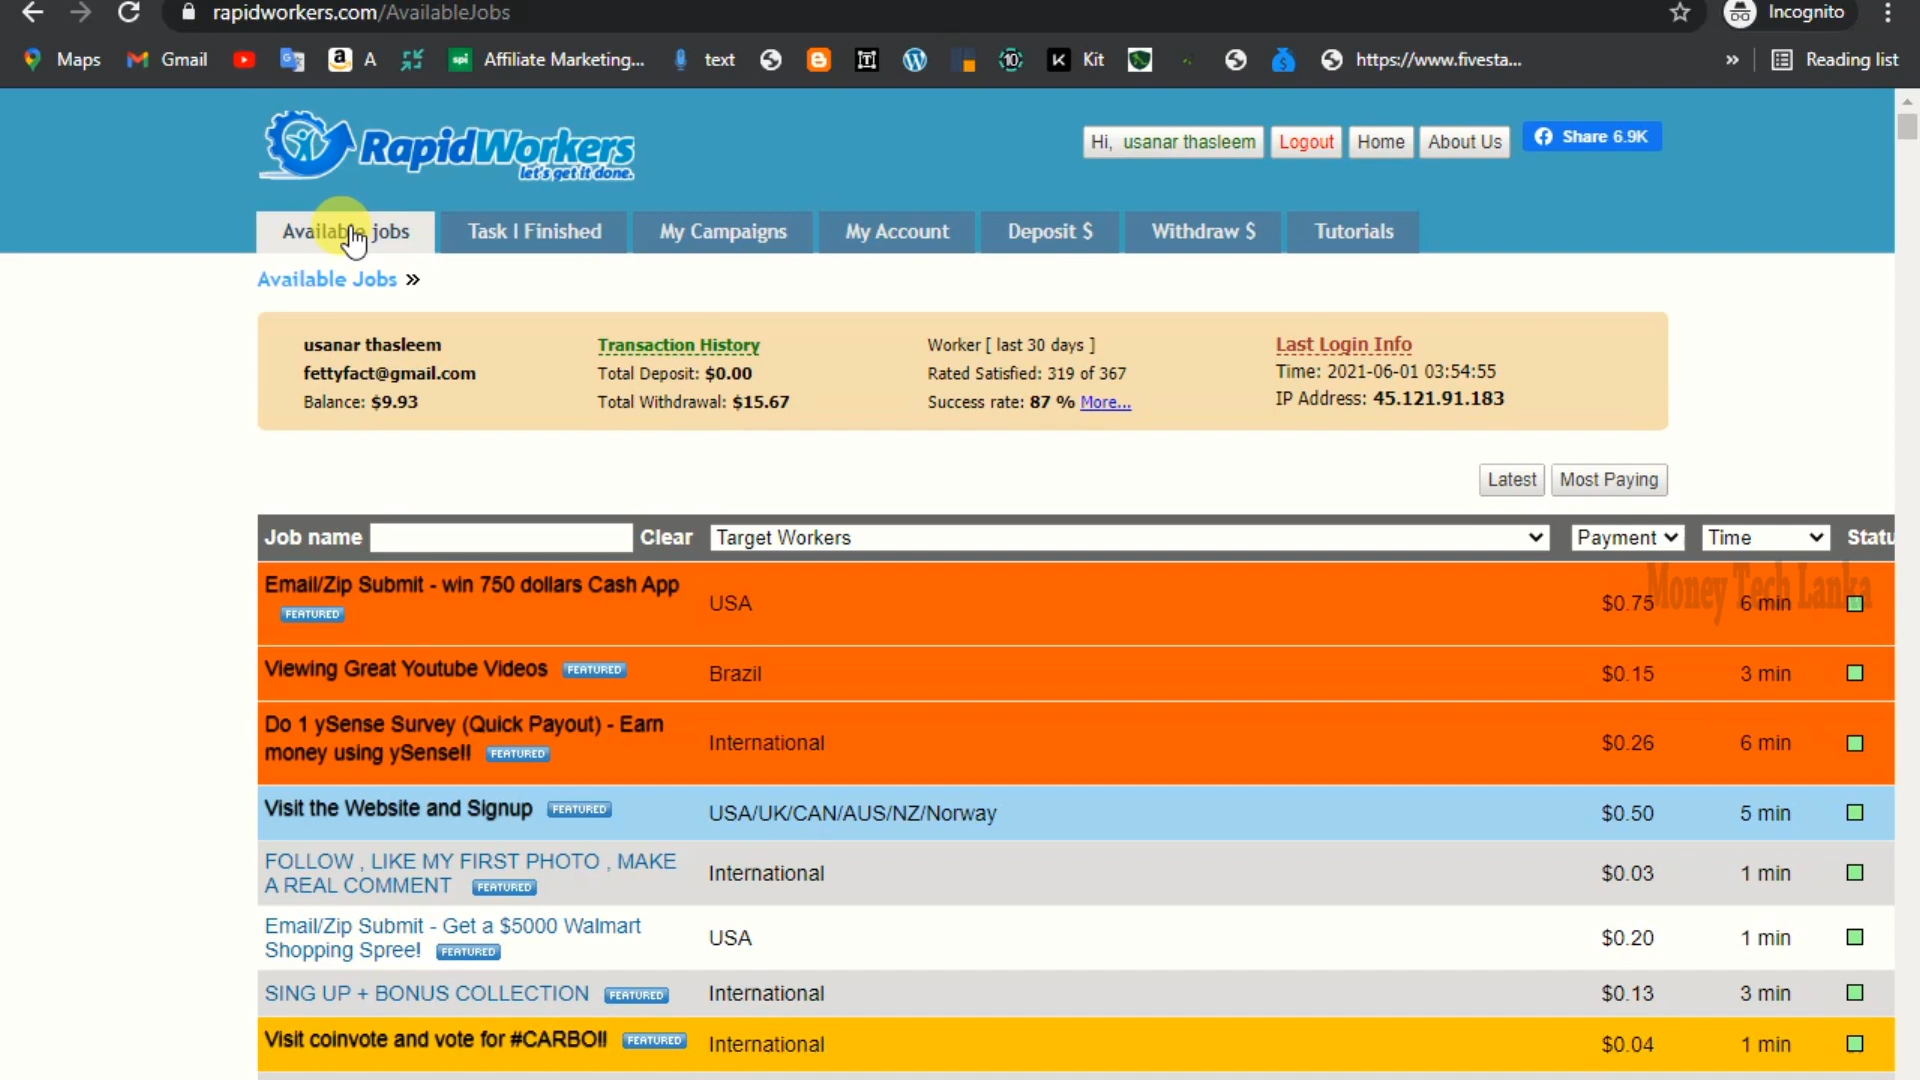 rapidworkers.com/AvailableJobs
Incognito
Maps
Gmail
A
spi
Affiliate Marketing...
text
10
Kit
https://www.fivesta...
»
Reading list
RapidWorkers
let's get it done.
Hi, usanar thasleem
Logout
Home
About Us
Share 6.9K
Available jobs
Task I Finished
My Campaigns
My Account
Deposit $
Withdraw $
Tutorials
Available Jobs »
usanar thasleem
fettyfact@gmail.com
Balance: $9.93
Transaction History
Total Deposit: $0.00
Total Withdrawal: $15.67
Worker [ last 30 days ]
Rated Satisfied: 319 of 367
Success rate: 87 % More...
Last Login Info
Time: 2021-06-01 03:54:55
IP Address: 45.121.91.183
Latest
Most Paying
Job name Clear Target Workers Payment Time Statu
Money Tech Lanka
Email/Zip Submit - win 750 dollars Cash App
FEATURED
USA $0.75 6 min
Viewing Great Youtube Videos FEATURED Brazil $0.15 3 min
Do 1 ySense Survey (Quick Payout) - Earn
money using ySense!! FEATURED
International $0.26 6 min
Visit the Website and Signup FEATURED USA/UK/CAN/AUS/NZ/Norway $0.50 5 min
FOLLOW , LIKE MY FIRST PHOTO , MAKE
A REAL COMMENT FEATURED
International $0.03 1 min
Email/Zip Submit - Get a $5000 Walmart
Shopping Spree! FEATURED
USA $0.20 1 min
SING UP + BONUS COLLECTION FEATURED International $0.13 3 min
Visit coinvote and vote for #CARBO!! FEATURED International $0.04 1 min